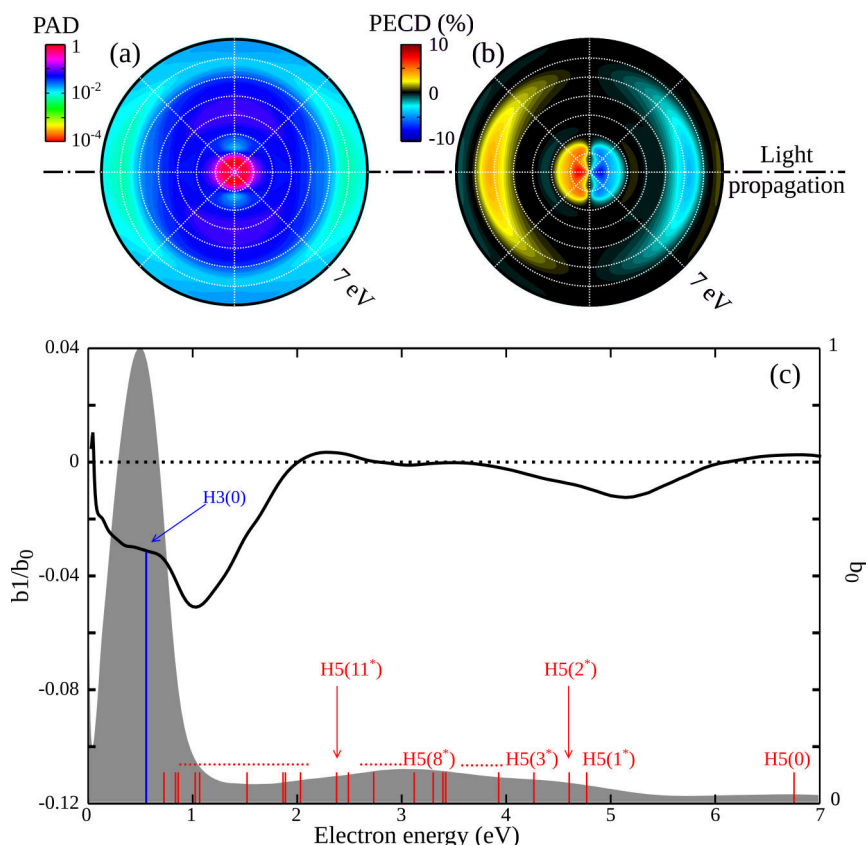 PAD
1
10⁻²
10⁻⁴
(a)
PECD (%)
10
0
-10
(b)
Light
propagation
7 eV
7 eV
(c)
0.04
0
-0.04
-0.08
-0.12
b1/b₀
1
b₀
0
H3(0)
H5(11*)
H5(2*)
H5(8*)
H5(3*)
H5(1*)
H5(0)
0 1 2 3 4 5 6 7
Electron energy (eV)